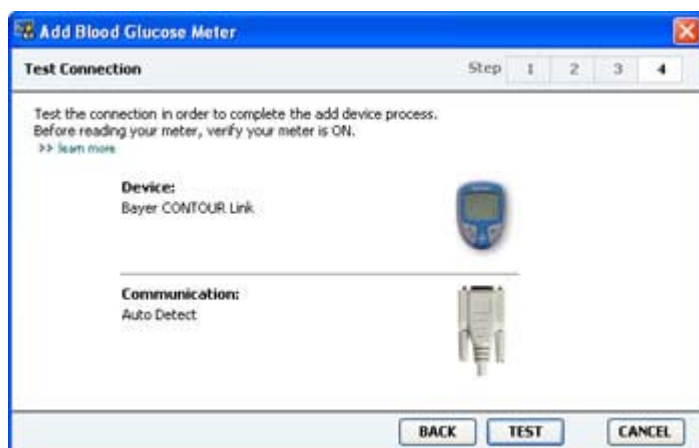 Add Blood Glucose Meter
Test Connection
Step 1 2 3 4
Test the connection in order to complete the add device process.
Before reading your meter, verify your meter is ON.
>> learn more
Device:
Bayer CONTOUR Link
Communication:
Auto Detect
BACK TEST CANCEL